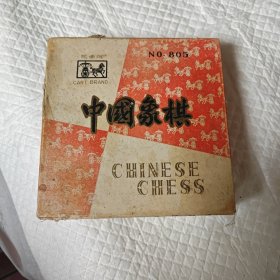 CART BRAND
NO. 805
中國象棋
CHINESE
CHESS